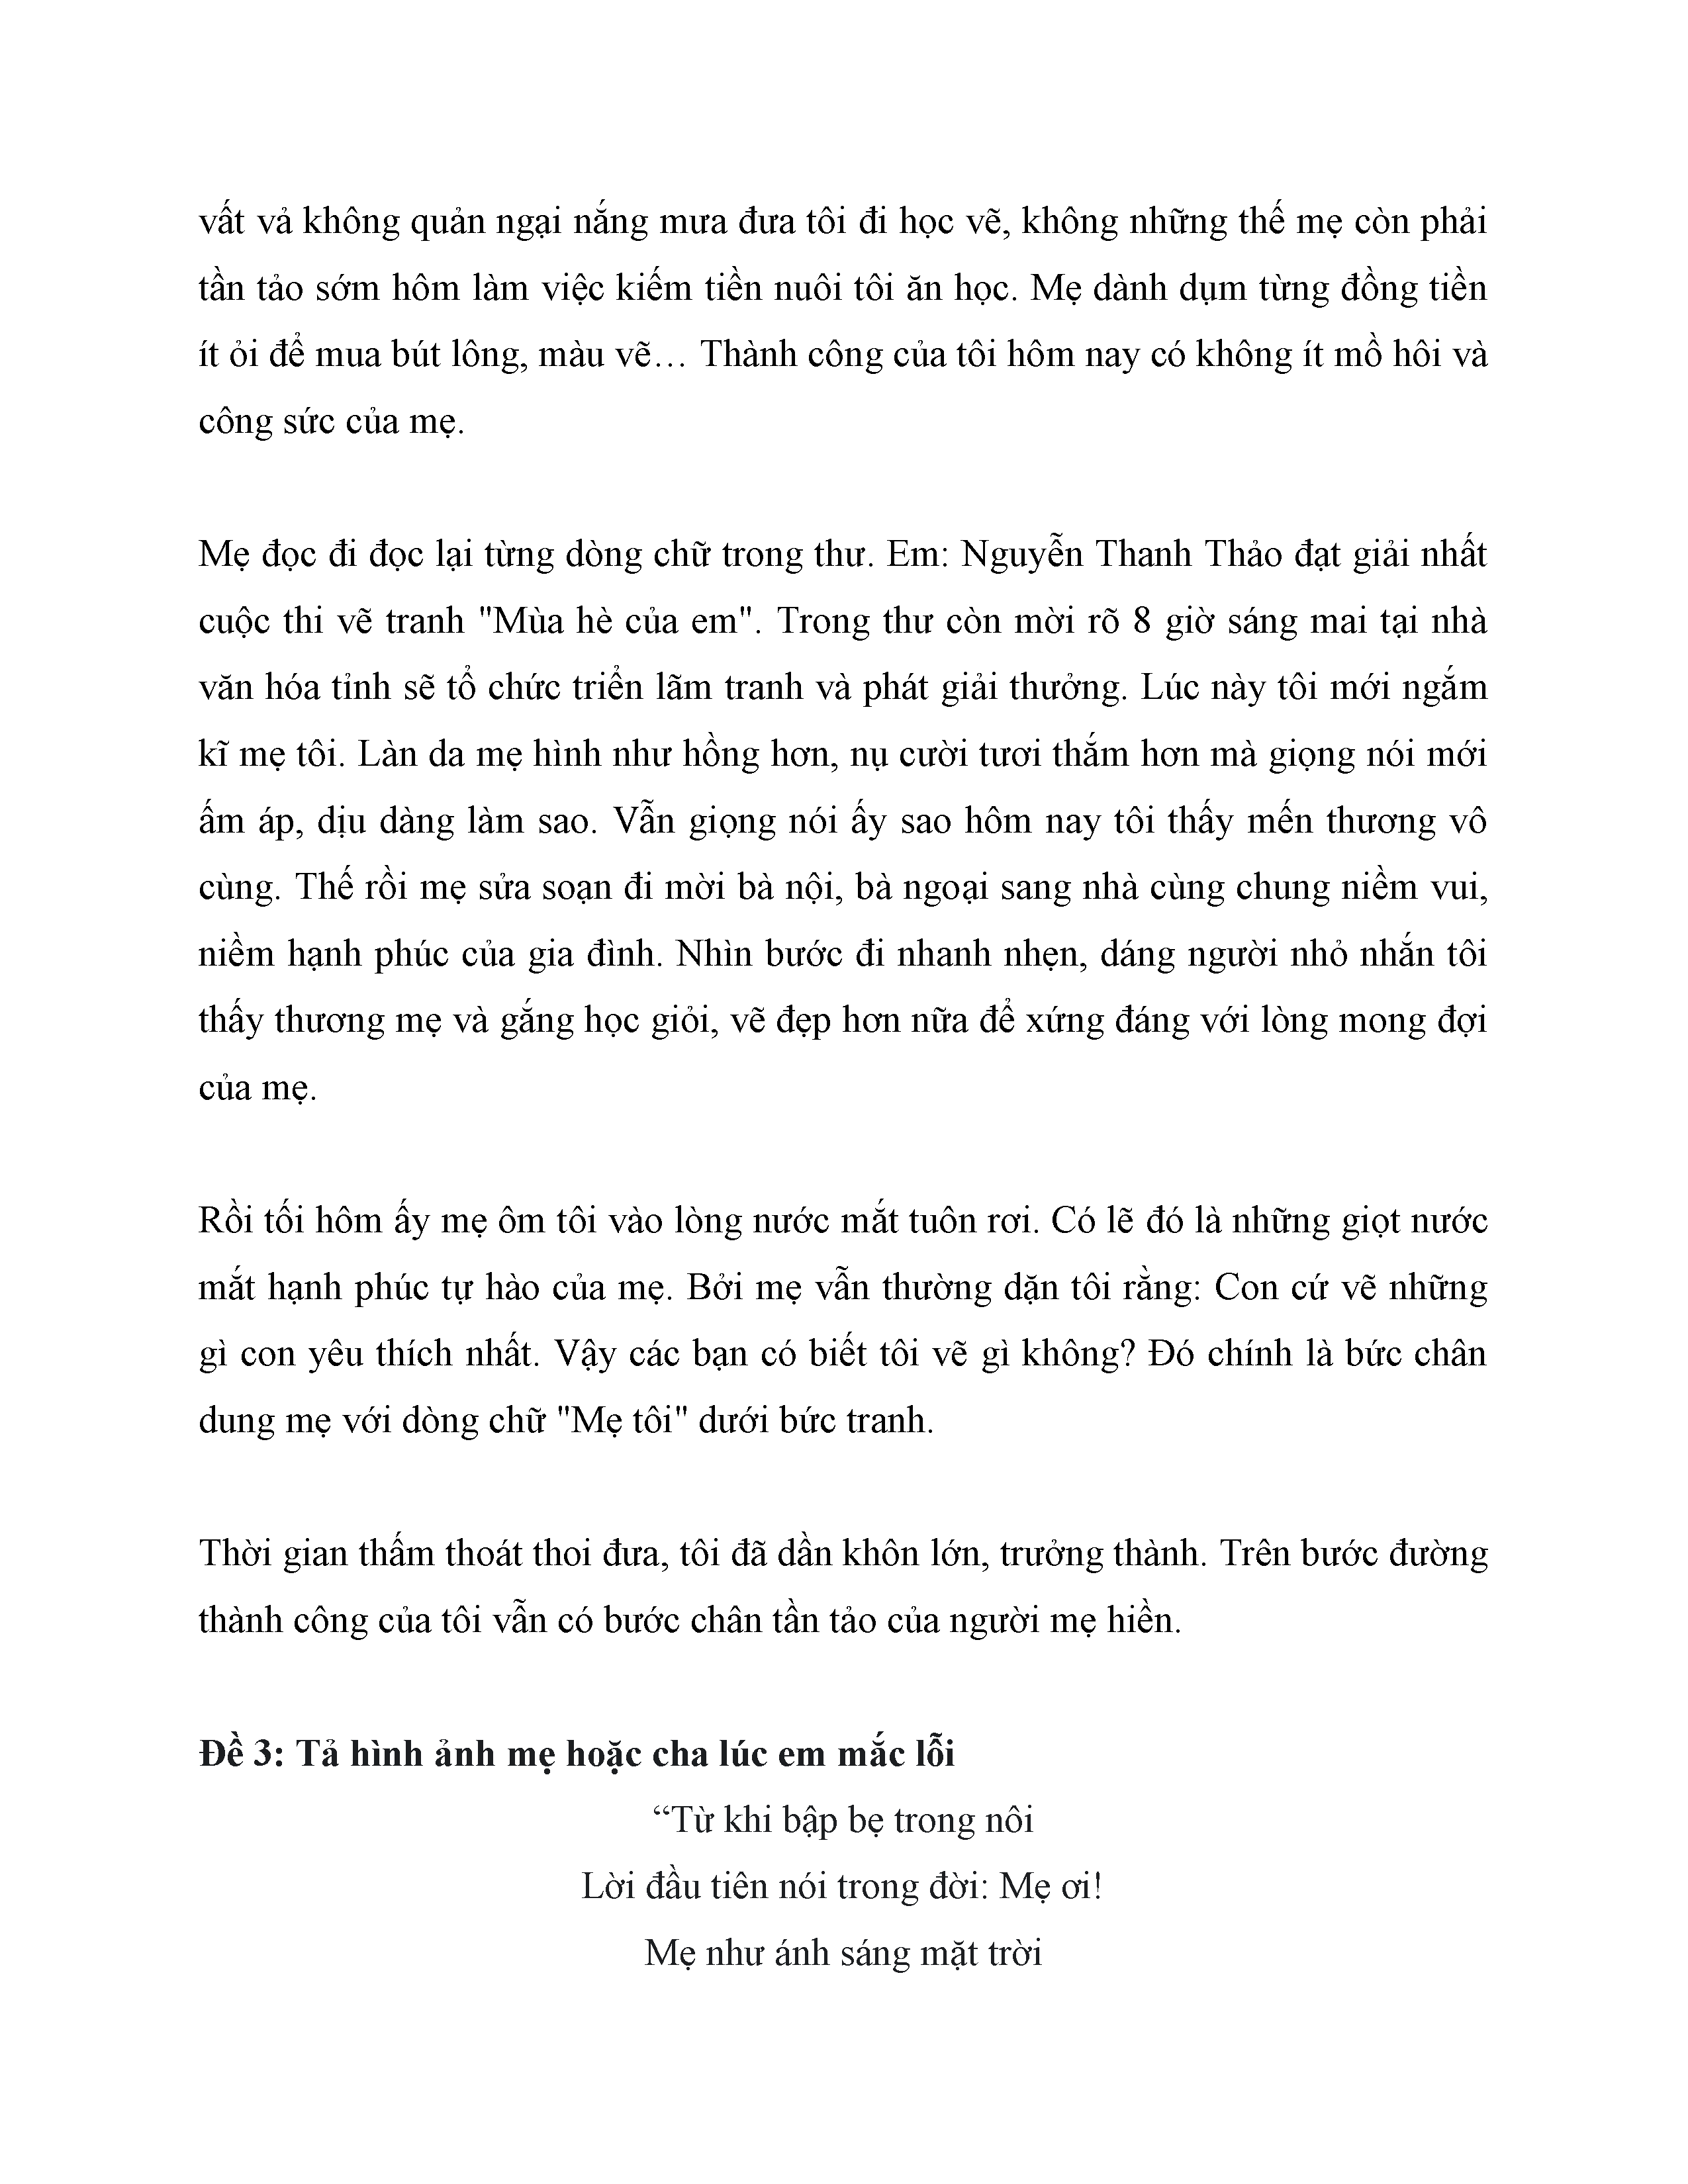 vất vả không quản ngại nắng mưa đưa tôi đi học vẽ, không những thế mẹ còn phải
tần tảo sớm hôm làm việc kiếm tiền nuôi tôi ăn học. Mẹ dành dụm từng đồng tiền
ít ỏi để mua bút lông, màu vẽ… Thành công của tôi hôm nay có không ít mồ hôi và
công sức của mẹ.
Mẹ đọc đi đọc lại từng dòng chữ trong thư. Em: Nguyễn Thanh Thảo đạt giải nhất
cuộc thi vẽ tranh "Mùa hè của em". Trong thư còn mời rõ 8 giờ sáng mai tại nhà
văn hóa tỉnh sẽ tổ chức triển lãm tranh và phát giải thưởng. Lúc này tôi mới ngắm
kĩ mẹ tôi. Làn da mẹ hình như hồng hơn, nụ cười tươi thắm hơn mà giọng nói mới
ấm áp, dịu dàng làm sao. Vẫn giọng nói ấy sao hôm nay tôi thấy mến thương vô
cùng. Thế rồi mẹ sửa soạn đi mời bà nội, bà ngoại sang nhà cùng chung niềm vui,
niềm hạnh phúc của gia đình. Nhìn bước đi nhanh nhẹn, dáng người nhỏ nhắn tôi
thấy thương mẹ và gắng học giỏi, vẽ đẹp hơn nữa để xứng đáng với lòng mong đợi
của mẹ.
Rồi tối hôm ấy mẹ ôm tôi vào lòng nước mắt tuôn rơi. Có lẽ đó là những giọt nước
mắt hạnh phúc tự hào của mẹ. Bởi mẹ vẫn thường dặn tôi rằng: Con cứ vẽ những
gì con yêu thích nhất. Vậy các bạn có biết tôi vẽ gì không? Đó chính là bức chân
dung mẹ với dòng chữ "Mẹ tôi" dưới bức tranh.
Thời gian thấm thoát thoi đưa, tôi đã dần khôn lớn, trưởng thành. Trên bước đường
thành công của tôi vẫn có bước chân tần tảo của người mẹ hiền.
Đề 3: Tả hình ảnh mẹ hoặc cha lúc em mắc lỗi
“Từ khi bập bẹ trong nôi
Lời đầu tiên nói trong đời: Mẹ ơi!
Mẹ như ánh sáng mặt trời